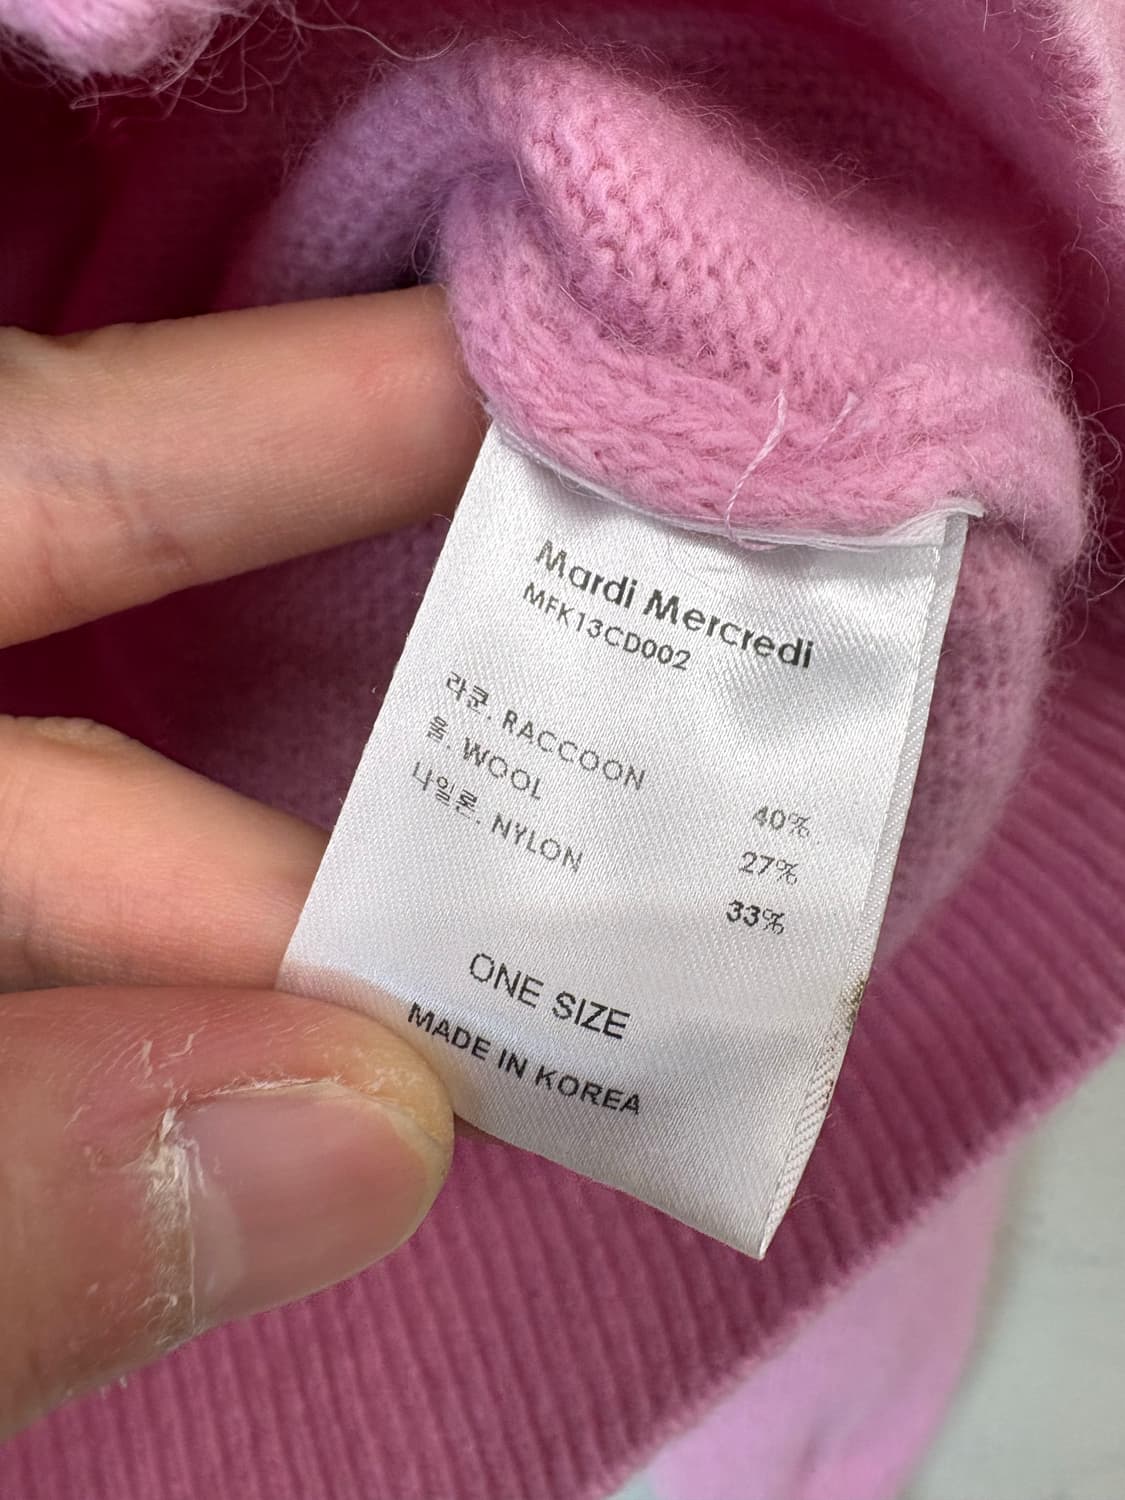 Mardi Mercredi
MFK13CD002
라쿤. RACCOON 40%
울. WOOL 27%
나일론. NYLON 33%
ONE SIZE
MADE IN KOREA